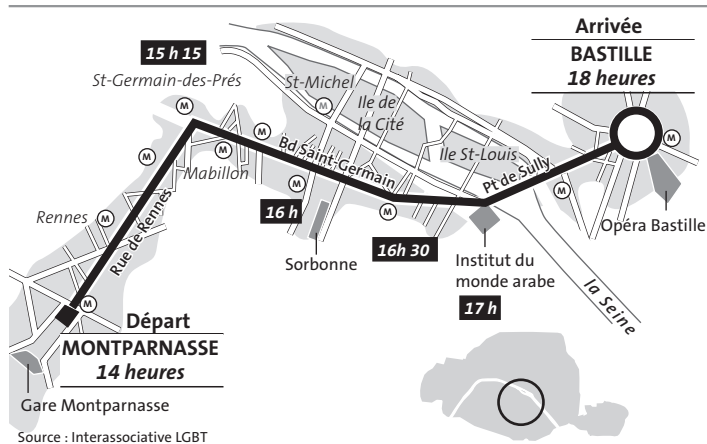 15 h 15
St-Germain-des-Prés
M
M
Rennes
M
Rue de Rennes
M
Départ
MONTPARNASSE
14 heures
Gare Montparnasse
Source : Interassociative LGBT
Mabillon
M
M
St-Michel
M
Ile de
la Cité
Bd Saint-Germain
M
16 h
Sorbonne
M
16h 30
Ile St-Louis
Pt de Sully
Institut du
monde arabe
17 h
la Seine
Arrivée
BASTILLE
18 heures
M
M
Opéra Bastille